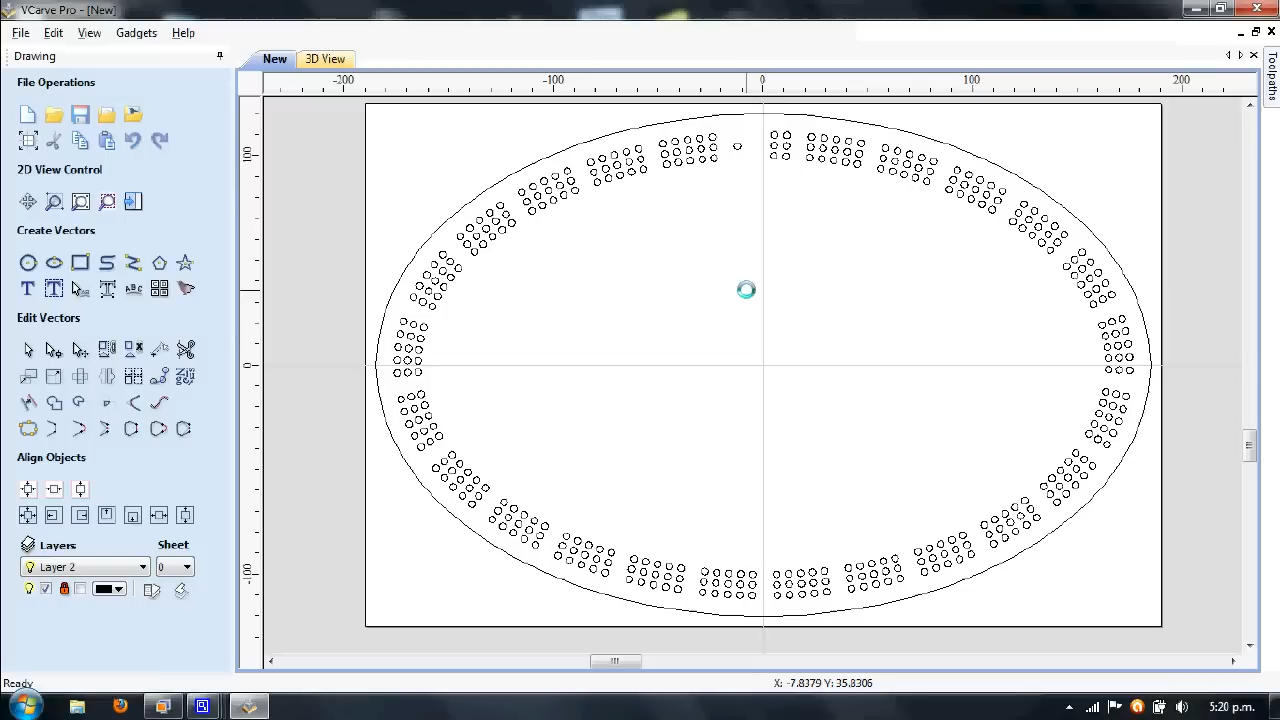 VCarve Pro - [New]
File Edit View Gadgets Help
Drawing
New 3D View
Toolpaths
File Operations
2D View Control
Create Vectors
Edit Vectors
Align Objects
Layers Sheet
Layer 2 0
-200 -100 0 100 200
100
0
-100
Ready X: -7.8379 Y: 35.8306
5:20 p.m.